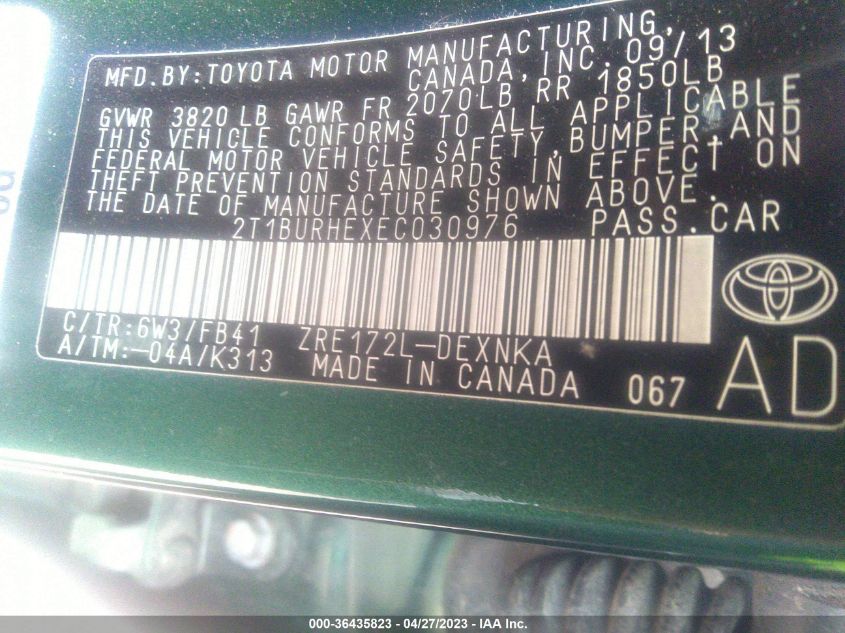 MFD.BY:TOYOTA MOTOR MANUFACTURING,
CANADA, INC. 09/13
GVWR 3820 LB GAWR FR 2070LB RR 1850LB
THIS VEHICLE CONFORMS TO ALL APPLICABLE
FEDERAL MOTOR VEHICLE SAFETY, BUMPER, AND
THEFT PREVENTION STANDARDS IN EFFECT ON
THE DATE OF MANUFACTURE SHOWN ABOVE.
2T1BURHEXEC030976 PASS.CAR
C/TR:6W3/FB41 ZRE172L-DEXNKA
A/TM:-04A/K313 MADE IN CANADA 067 AD
000-36435823 - 04/27/2023 - IAA Inc.